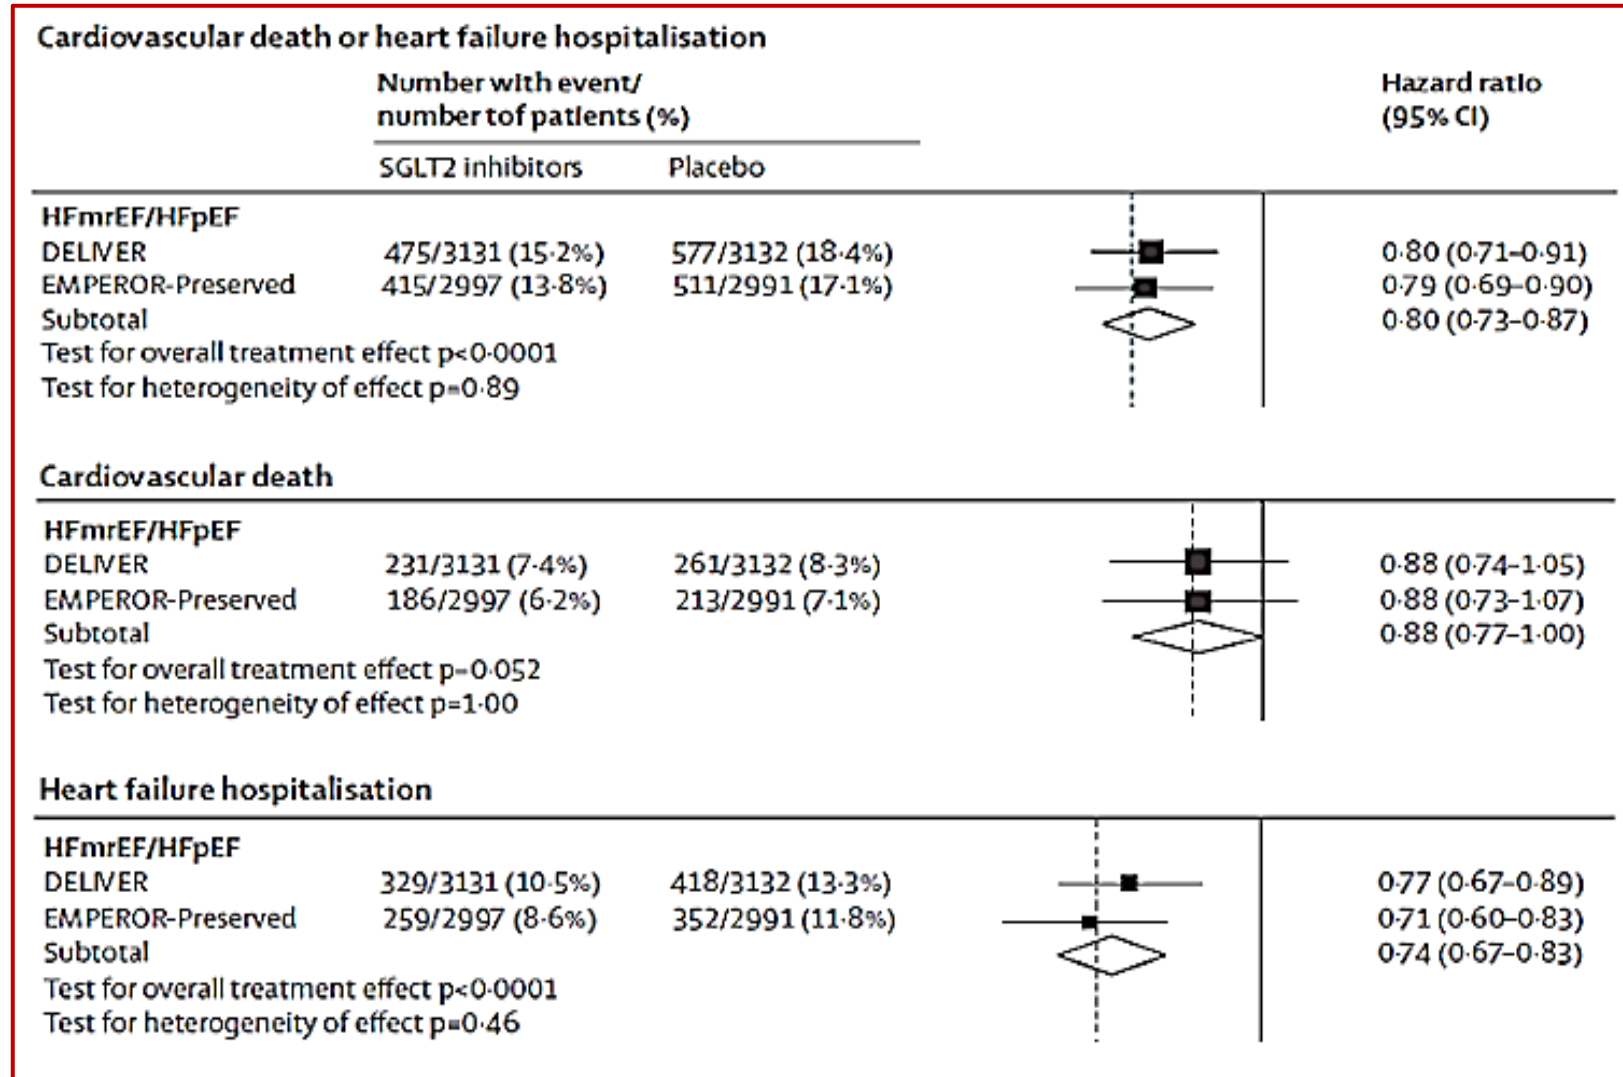 Cardiovascular death or heart failure hospitalisation
Number with event/
number tof patients (%)
Hazard ratio
(95% CI)
SGLT2 inhibitors Placebo
HFmrEF/HFpEF
DELIVER 475/3131 (15·2%) 577/3132 (18·4%) 0·80 (0·71–0·91)
EMPEROR-Preserved 415/2997 (13·8%) 511/2991 (17·1%) 0·79 (0·69–0·90)
Subtotal 0·80 (0·73–0·87)
Test for overall treatment effect p<0·0001
Test for heterogeneity of effect p=0·89
Cardiovascular death
HFmrEF/HFpEF
DELIVER 231/3131 (7·4%) 261/3132 (8·3%) 0·88 (0·74–1·05)
EMPEROR-Preserved 186/2997 (6·2%) 213/2991 (7·1%) 0·88 (0·73–1·07)
Subtotal 0·88 (0·77–1·00)
Test for overall treatment effect p=0·052
Test for heterogeneity of effect p=1·00
Heart failure hospitalisation
HFmrEF/HFpEF
DELIVER 329/3131 (10·5%) 418/3132 (13·3%) 0·77 (0·67–0·89)
EMPEROR-Preserved 259/2997 (8·6%) 352/2991 (11·8%) 0·71 (0·60–0·83)
Subtotal 0·74 (0·67–0·83)
Test for overall treatment effect p<0·0001
Test for heterogeneity of effect p=0·46